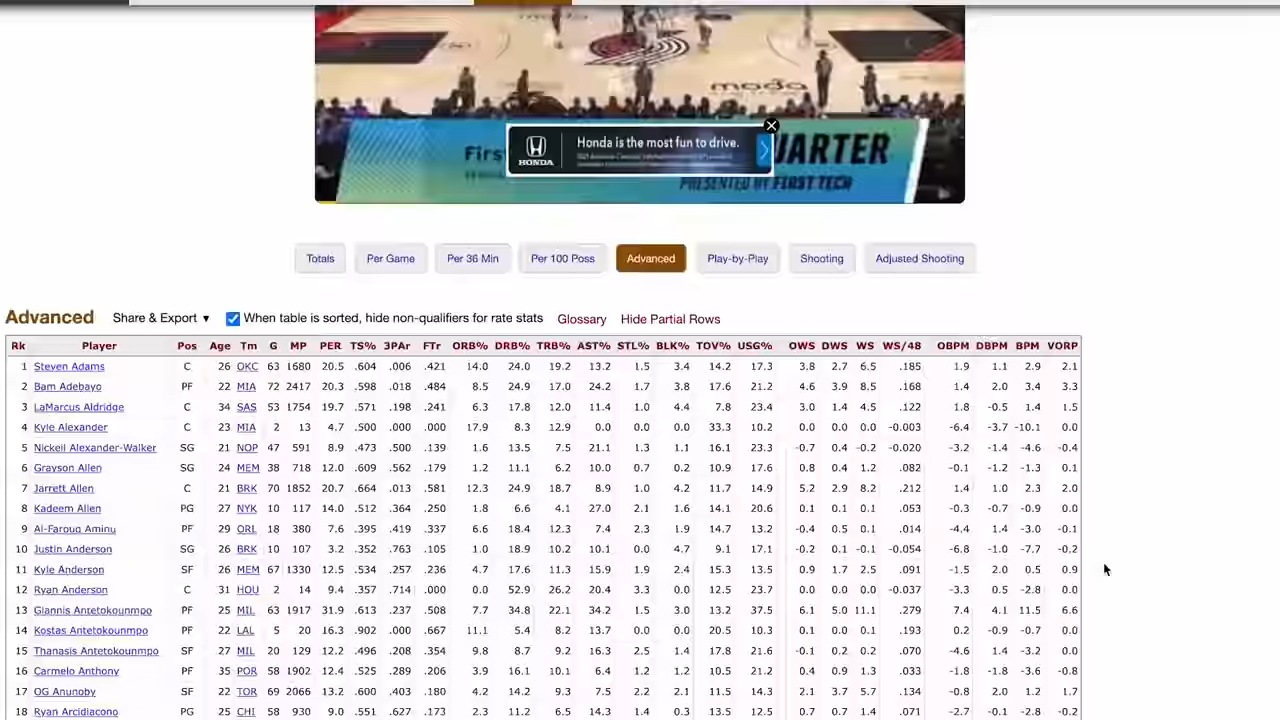 moda
First
UARTER
PRESENTED BY FIRST TECH
HONDA
Honda is the most fun to drive.
Totals Per Game Per 36 Min Per 100 Poss Advanced Play-by-Play Shooting Adjusted Shooting
Advanced Share & Export ▼ When table is sorted, hide non-qualifiers for rate stats Glossary Hide Partial Rows
Rk Player Pos Age Tm G MP PER TS% 3PAr FTr ORB% DRB% TRB% AST% STL% BLK% TOV% USG% OWS DWS WS WS/48 OBPM DBPM BPM VORP
1 Steven Adams C 26 OKC 63 1680 20.5 .604 .006 .421 14.0 24.0 19.2 13.2 1.5 3.4 14.2 17.3 3.8 2.7 6.5 .185 1.9 1.1 2.9 2.1
2 Bam Adebayo PF 22 MIA 72 2417 20.3 .598 .018 .484 8.5 24.9 17.0 24.2 1.7 3.8 17.6 21.2 4.6 3.9 8.5 .168 1.4 2.0 3.4 3.3
3 LaMarcus Aldridge C 34 SAS 53 1754 19.7 .571 .198 .241 6.3 17.8 12.0 11.4 1.0 4.4 7.8 23.4 3.0 1.4 4.5 .122 1.8 -0.5 1.4 1.5
4 Kyle Alexander C 23 MIA 2 13 4.7 .500 .000 .000 17.9 8.3 12.9 0.0 0.0 0.0 33.3 10.2 0.0 0.0 0.0 -0.003 -6.4 -3.7 -10.1 0.0
5 Nickeil Alexander-Walker SG 21 NOP 47 591 8.9 .473 .500 .139 1.6 13.5 7.5 21.1 1.3 1.1 16.1 23.3 -0.7 0.4 -0.2 -0.020 -3.2 -1.4 -4.6 -0.4
6 Grayson Allen SG 24 MEM 38 718 12.0 .609 .562 .179 1.2 11.1 6.2 10.0 0.7 0.2 10.9 17.6 0.8 0.4 1.2 .082 -0.1 -1.2 -1.3 0.1
7 Jarrett Allen C 21 BRK 70 1852 20.7 .664 .013 .581 12.3 24.9 18.7 8.9 1.0 4.2 11.7 14.9 5.2 2.9 8.2 .212 1.4 1.0 2.3 2.0
8 Kadeem Allen PG 27 NYK 10 117 14.0 .512 .364 .250 1.8 6.6 4.1 27.0 2.1 1.6 14.1 20.6 0.1 0.1 0.1 .053 -0.3 -0.7 -0.9 0.0
9 Al-Farouq Aminu PF 29 ORL 18 380 7.6 .395 .419 .337 6.6 18.4 12.3 7.4 2.3 1.9 14.7 13.2 -0.4 0.5 0.1 .014 -4.4 1.4 -3.0 -0.1
10 Justin Anderson SG 26 BRK 10 107 3.2 .352 .763 .105 1.0 18.9 10.2 10.1 0.0 4.7 9.1 17.1 -0.2 0.1 -0.1 -0.054 -6.8 -1.0 -7.7 -0.2
11 Kyle Anderson SF 26 MEM 67 1330 12.5 .534 .257 .236 4.7 17.6 11.3 15.9 1.9 2.4 15.3 13.5 0.9 1.7 2.5 .091 -1.5 2.0 0.5 0.9
12 Ryan Anderson C 31 HOU 2 14 9.4 .357 .714 .000 0.0 52.9 26.2 20.4 3.3 0.0 12.5 23.7 0.0 0.0 0.0 -0.037 -3.3 0.5 -2.8 0.0
13 Giannis Antetokounmpo PF 25 MIL 63 1917 31.9 .613 .237 .508 7.7 34.8 22.1 34.2 1.5 3.0 13.2 37.5 6.1 5.0 11.1 .279 7.4 4.1 11.5 6.6
14 Kostas Antetokounmpo PF 22 LAL 5 20 16.3 .902 .000 .667 11.1 5.4 8.2 13.7 0.0 0.0 20.5 10.3 0.1 0.0 0.1 .193 0.2 -0.9 -0.7 0.0
15 Thanasis Antetokounmpo SF 27 MIL 20 129 12.2 .496 .208 .354 9.8 8.7 9.2 16.3 2.5 1.4 17.8 21.6 -0.1 0.2 0.2 .070 -4.6 1.4 -3.2 0.0
16 Carmelo Anthony PF 35 POR 58 1902 12.4 .525 .289 .206 3.9 16.1 10.1 6.4 1.2 1.2 10.5 21.2 0.4 0.9 1.3 .033 -1.8 -1.8 -3.6 -0.8
17 OG Anunoby SF 22 TOR 69 2066 13.2 .600 .403 .180 4.2 14.2 9.3 7.5 2.2 2.1 11.5 14.3 2.1 3.7 5.7 .134 -0.8 2.0 1.2 1.7
18 Ryan Arcidiacono PG 25 CHI 58 930 9.0 .551 .627 .173 2.3 11.2 6.5 14.3 1.4 0.3 13.5 12.5 0.7 0.7 1.4 .071 -2.7 -0.1 -2.8 -0.2